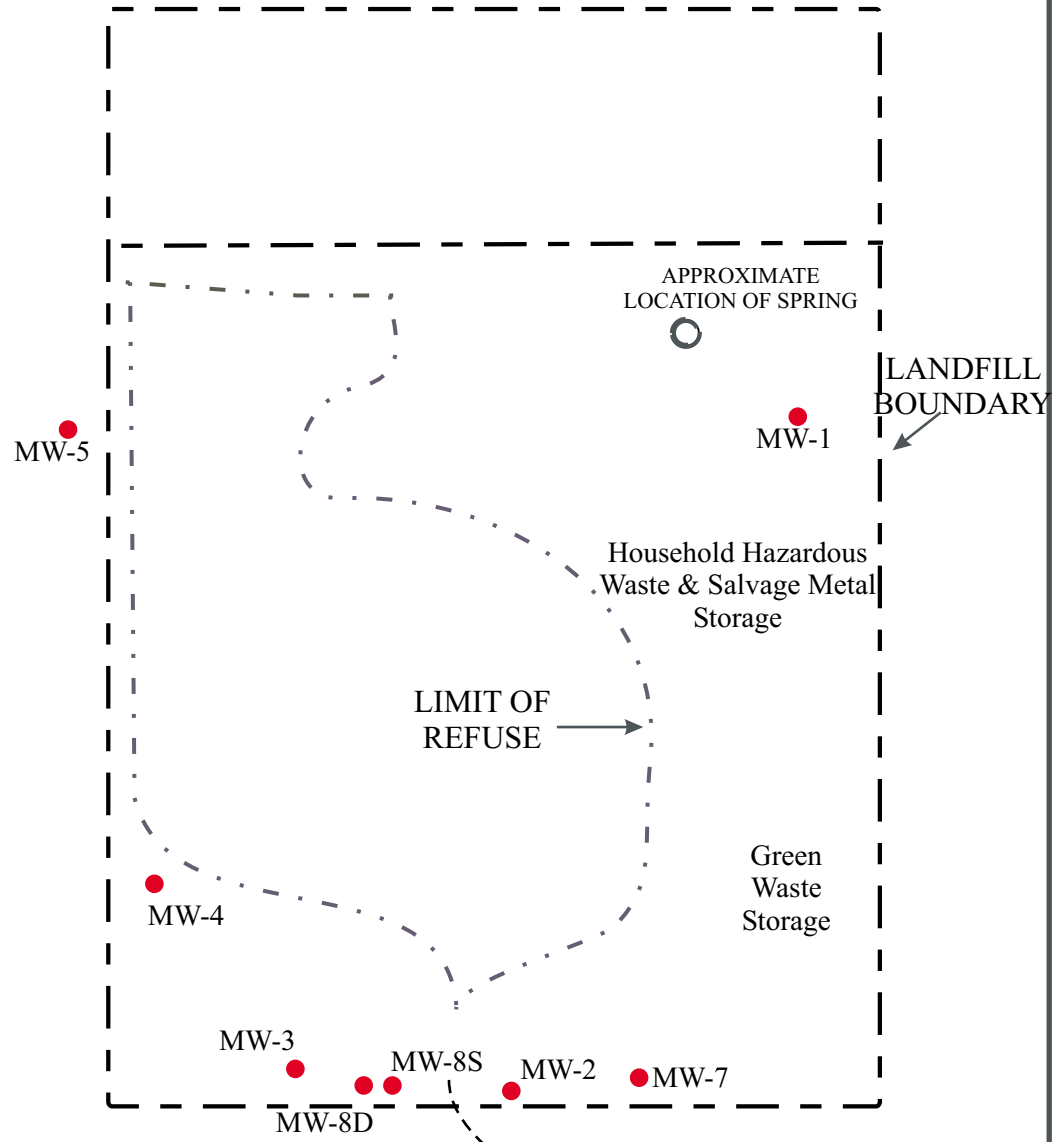 APPROXIMATE
LOCATION OF SPRING
LANDFILL
BOUNDARY
MW-5
MW-1
Household Hazardous
Waste & Salvage Metal
Storage
LIMIT OF
REFUSE
Green
Waste
Storage
MW-4
MW-3
MW-8S
MW-2
MW-7
MW-8D